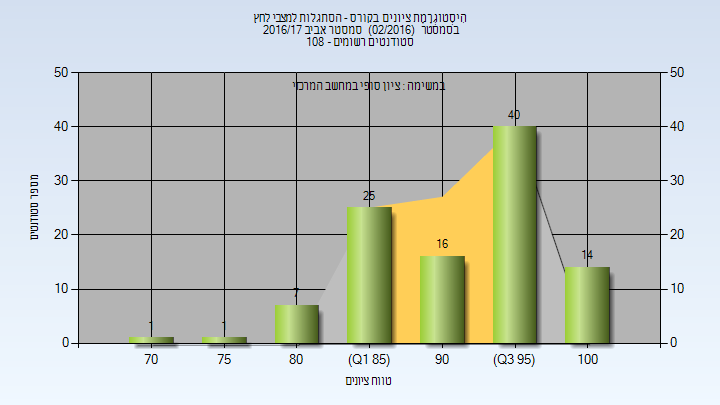 היסטוגרמת ציונים בקורס - הסתגלות למצבי לחץ
בסמסטר (02/2016) סמסטר אביב 2016/17
סטודנטים רשומים - 108
במשימה : ציון סופי במחשב המרכזי
50 50
40 40
30 30
20 20
10 10
0 0
מספר סטודנטים
1 1 7 25 16 40 14
70 75 80 (Q1 85) 90 (Q3 95) 100
טווח ציונים